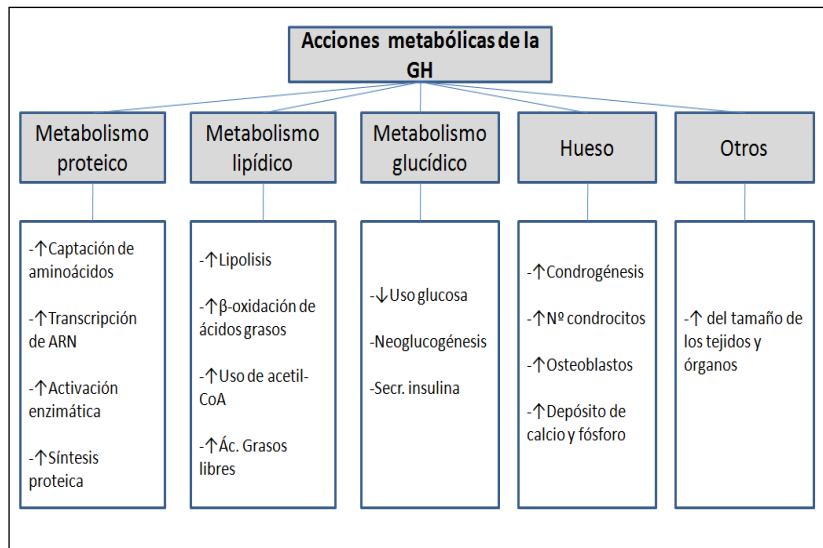 Acciones metabólicas de la
GH
Metabolismo
proteico
-↑Captación de
aminoácidos
-↑Transcripción
de ARN
-↑Activación
enzimática
-↑Síntesis
proteica
Metabolismo
lipídico
-↑Lipolisis
-↑β-oxidación de
ácidos grasos
-↑Uso de acetil-
CoA
-↑Ác. Grasos
libres
Metabolismo
glucídico
-↓Uso glucosa
-Neoglucogénesis
-Secr. insulina
Hueso
-↑Condrogénesis
-↑Nº condrocitos
-↑Osteoblastos
-↑Depósito de
calcio y fósforo
Otros
-↑ del tamaño de
los tejidos y
órganos